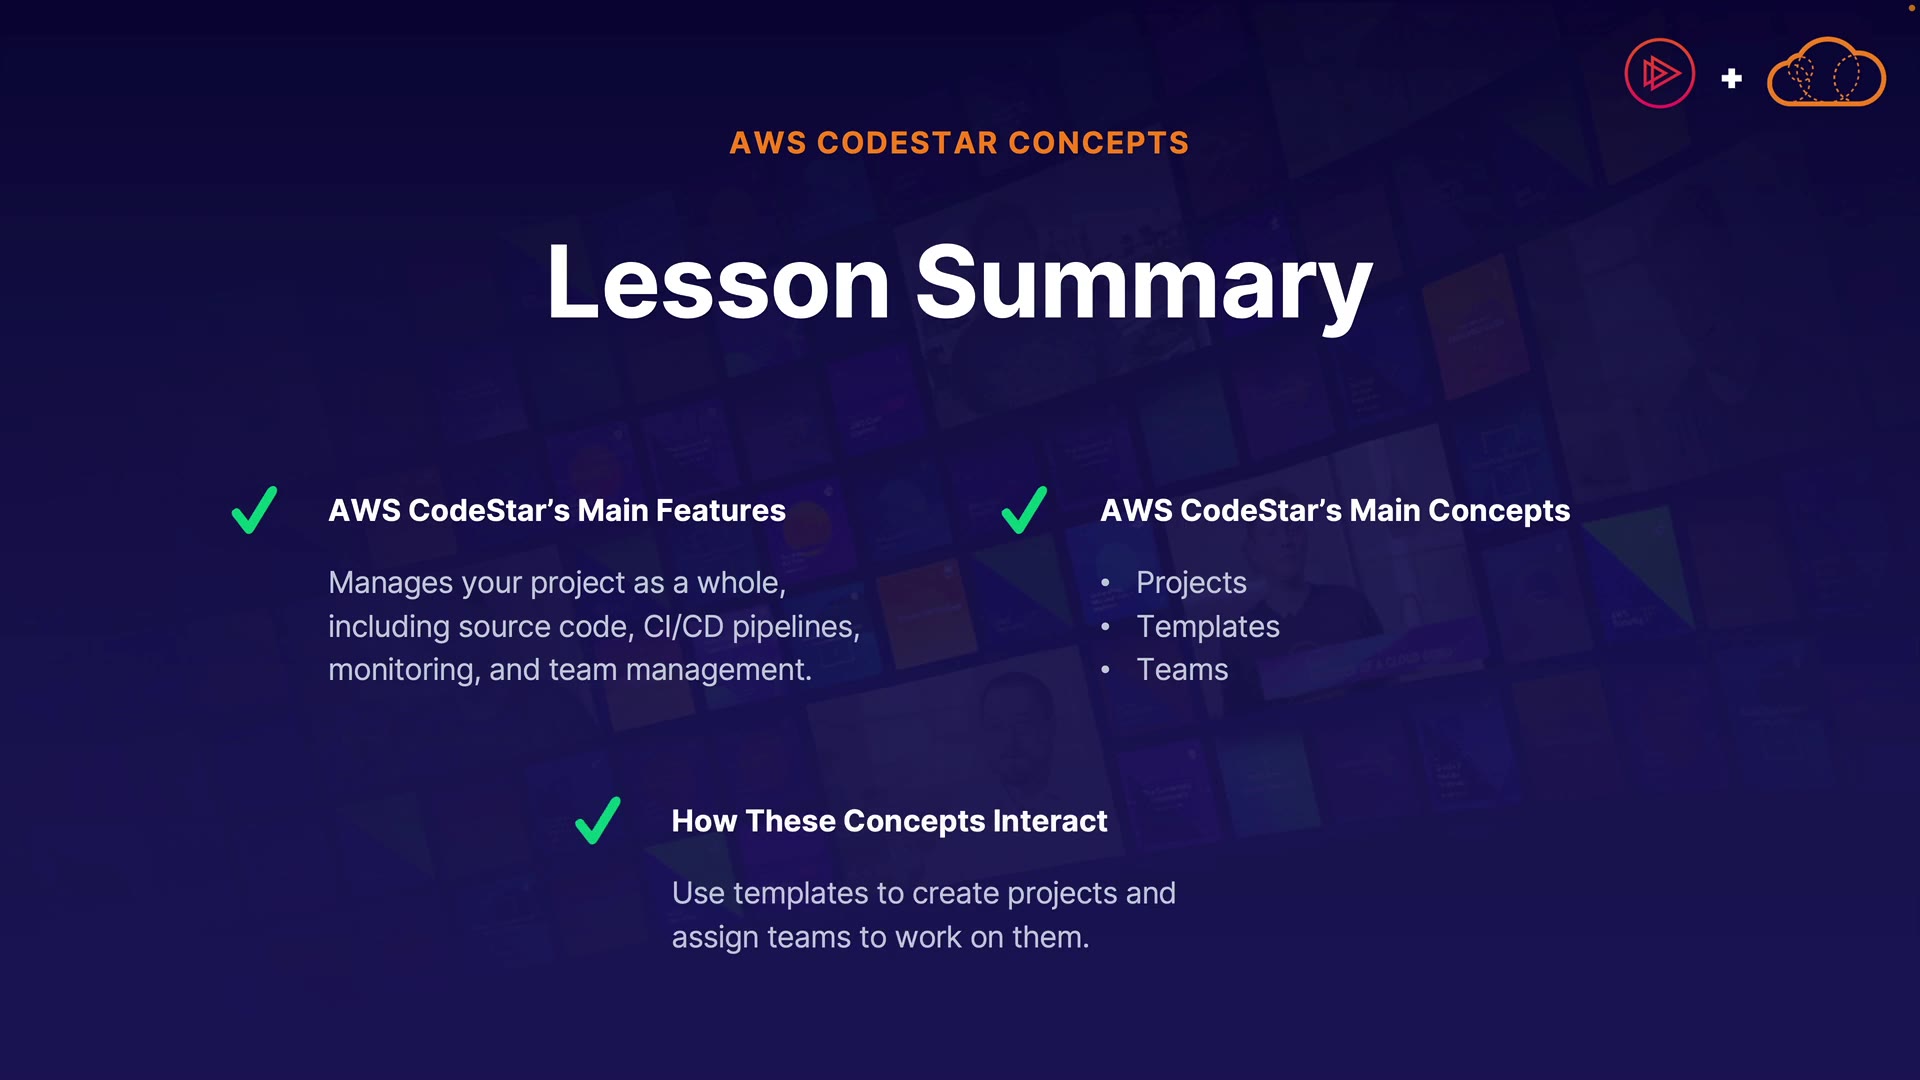 AWS CODESTAR CONCEPTS
Lesson Summary
AWS CodeStar’s Main Features
Manages your project as a whole,
including source code, CI/CD pipelines,
monitoring, and team management.
AWS CodeStar’s Main Concepts
• Projects
• Templates
• Teams
How These Concepts Interact
Use templates to create projects and
assign teams to work on them.